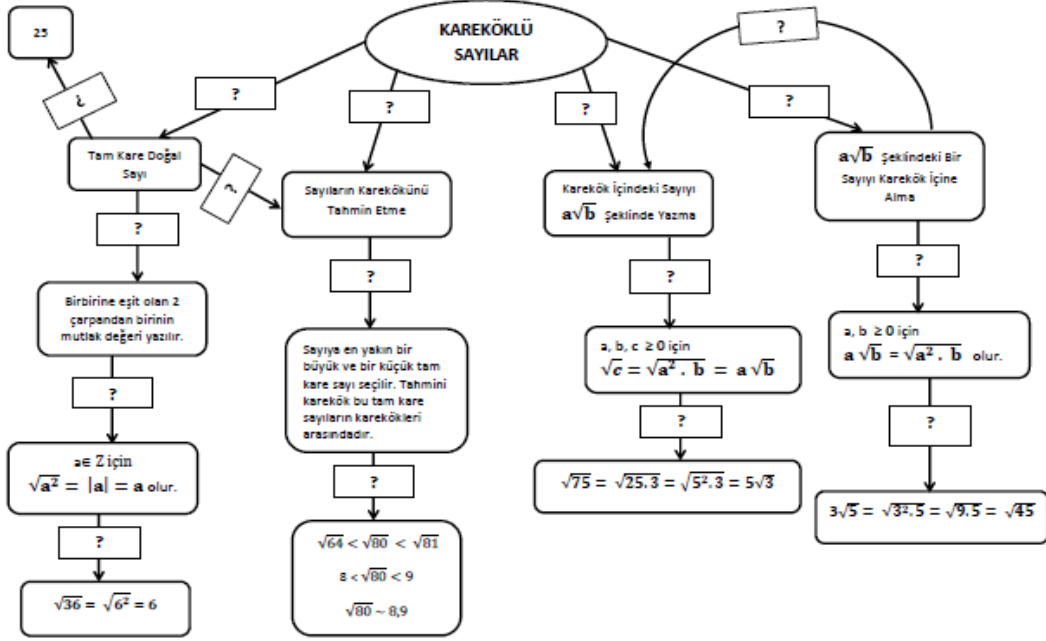 25
KAREKÖKLÜ
SAYILAR
?
?
?
?
?
?
Tam Kare Doğal
Sayı
?
Sayıların Karekökünü
Tahmin Etme
Karekök İçindeki Sayıyı
a√b Şeklinde Yazma
a√b Şeklindeki Bir
Sayıyı Karekök İçine
Alma
?
?
?
?
Birbirine eşit olan 2
çarpandan birinin
mutlak değeri yazılır.
Sayıya en yakın bir
büyük ve bir küçük tam
kare sayı seçilir. Tahmini
karekök bu tam kare
sayıların karekökleri
arasındadır.
a, b, c ≥ 0 için
√c = √(a² . b) = a √b
a, b ≥ 0 için
a √b = √(a² . b) olur.
?
?
?
?
a∈ Z için
√(a²) = |a| = a olur.
√75 = √(25.3) = √(5².3) = 5√3
3√5 = √(3².5) = √(9.5) = √45
?
√64 < √80 < √81
8 < √80 < 9
√80 ~ 8,9
√36 = √(6²) = 6